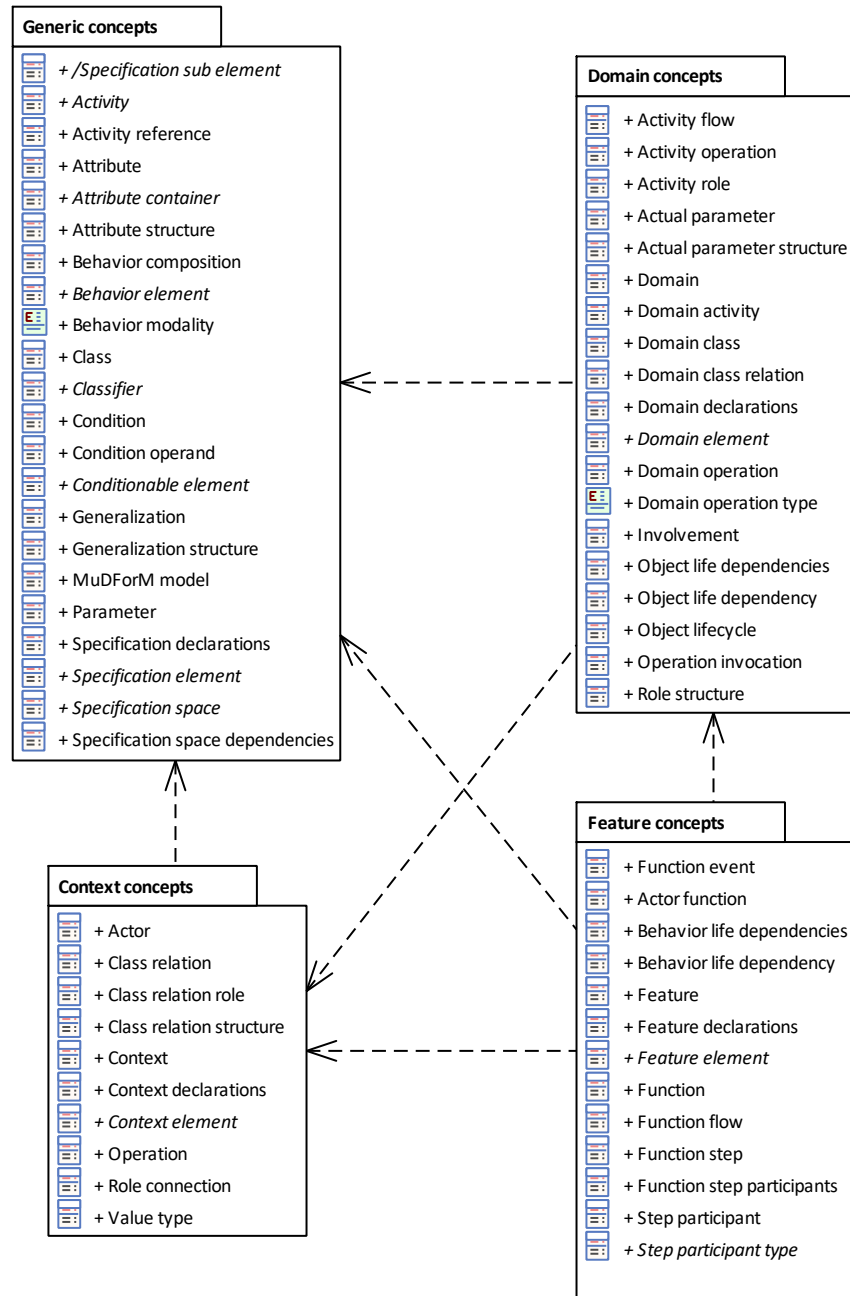 Generic concepts
+ /Specification sub element
+ Activity
+ Activity reference
+ Attribute
+ Attribute container
+ Attribute structure
+ Behavior composition
+ Behavior element
+ Behavior modality
+ Class
+ Classifier
+ Condition
+ Condition operand
+ Conditionable element
+ Generalization
+ Generalization structure
+ MuDForM model
+ Parameter
+ Specification declarations
+ Specification element
+ Specification space
+ Specification space dependencies
Domain concepts
+ Activity flow
+ Activity operation
+ Activity role
+ Actual parameter
+ Actual parameter structure
+ Domain
+ Domain activity
+ Domain class
+ Domain class relation
+ Domain declarations
+ Domain element
+ Domain operation
+ Domain operation type
+ Involvement
+ Object life dependencies
+ Object life dependency
+ Object lifecycle
+ Operation invocation
+ Role structure
Context concepts
+ Actor
+ Class relation
+ Class relation role
+ Class relation structure
+ Context
+ Context declarations
+ Context element
+ Operation
+ Role connection
+ Value type
Feature concepts
+ Function event
+ Actor function
+ Behavior life dependencies
+ Behavior life dependency
+ Feature
+ Feature declarations
+ Feature element
+ Function
+ Function flow
+ Function step
+ Function step participants
+ Step participant
+ Step participant type